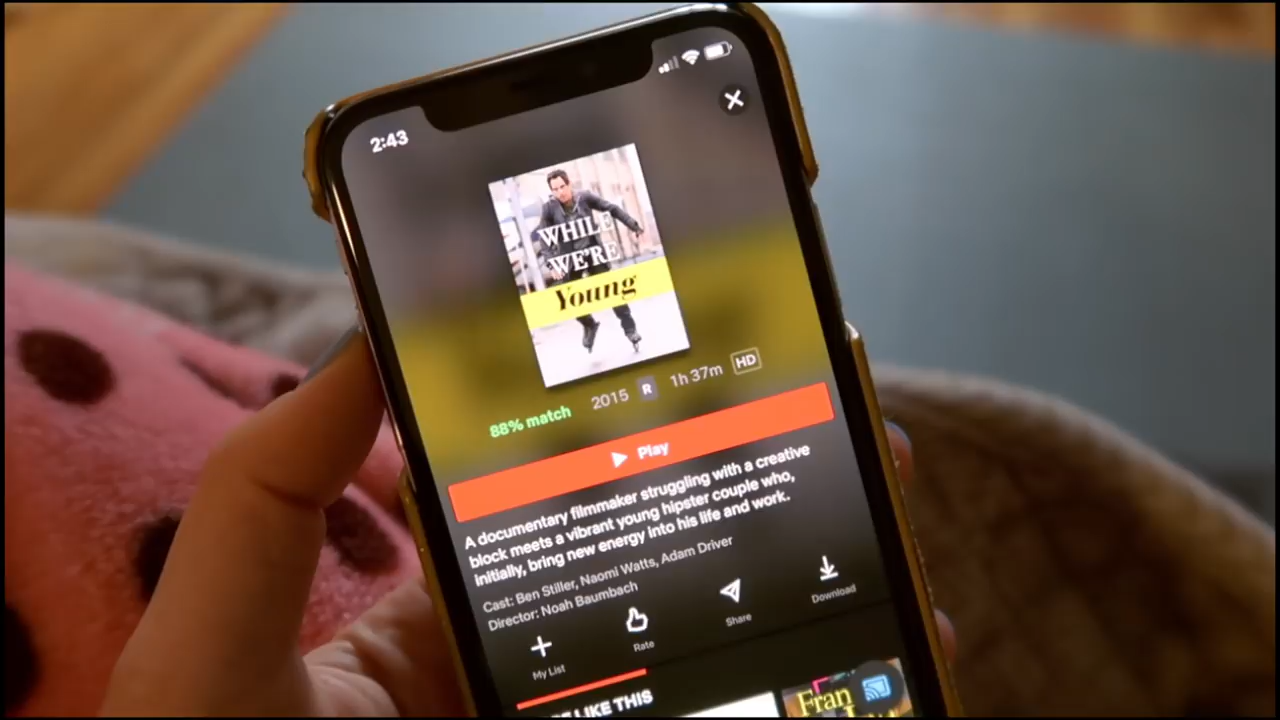 2:43
WHILE
WE'RE
Young
88% match 2015 R 1h 37m HD
Play
A documentary filmmaker struggling with a creative
block meets a vibrant young hipster couple who,
initially, bring new energy into his life and work.
Cast: Ben Stiller, Naomi Watts, Adam Driver
Director: Noah Baumbach
My List
Rate
Share
Download
LIKE THIS
Fran